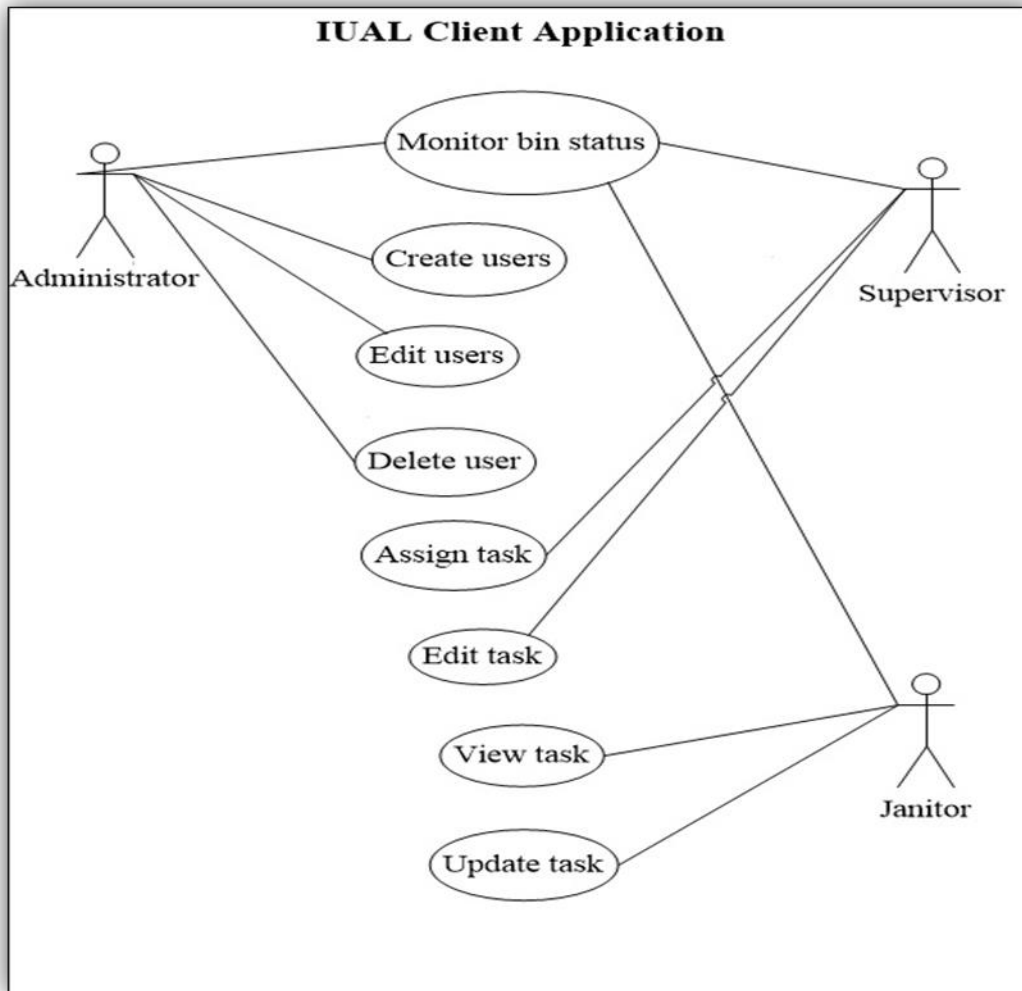 IUAL Client Application
Monitor bin status
Administrator
Create users
Supervisor
Edit users
Delete user
Assign task
Edit task
View task
Janitor
Update task